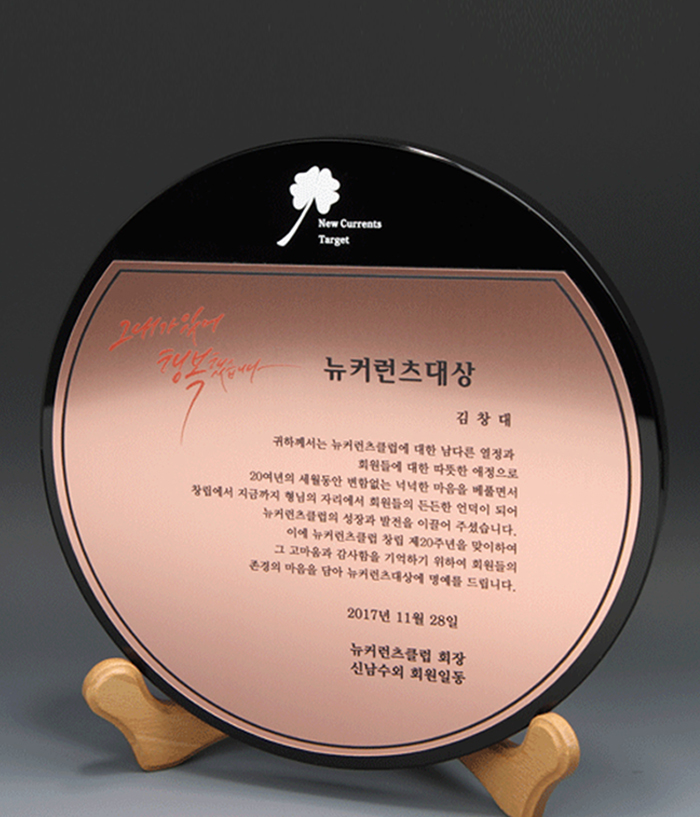 New Currents
Target
그대와 있어
행복했습니다
뉴커런츠대상
김 창 대
귀하께서는 뉴커런츠클럽에 대한 남다른 열정과
회원들에 대한 따뜻한 애정으로
20여년의 세월동안 변함없는 넉넉한 마음을 베풀면서
창립에서 지금까지 형님의 자리에서 회원들의 든든한 언덕이 되어
뉴커런츠클럽의 성장과 발전을 이끌어 주셨습니다.
이에 뉴커런츠클럽 창립 제20주년을 맞이하여
그 고마움과 감사함을 기억하기 위하여 회원들의
존경의 마음을 담아 뉴커런츠대상에 명예를 드립니다.
2017년 11월 28일
뉴커런츠클럽 회장
신남수외 회원일동